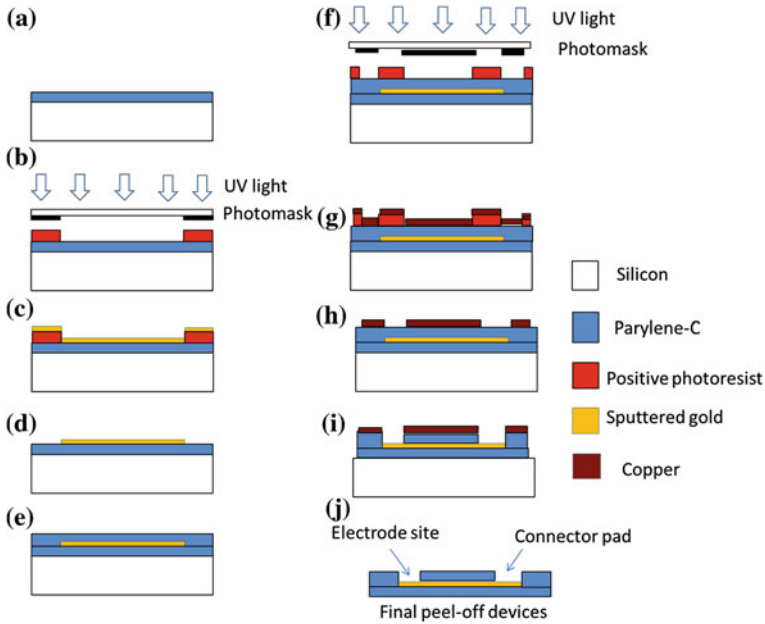 (a)
(b)
UV light
Photomask
(c)
(d)
(e)
(f)
UV light
Photomask
(g)
(h)
(i)
(j)
Electrode site
Connector pad
Final peel-off devices
Silicon
Parylene-C
Positive photoresist
Sputtered gold
Copper